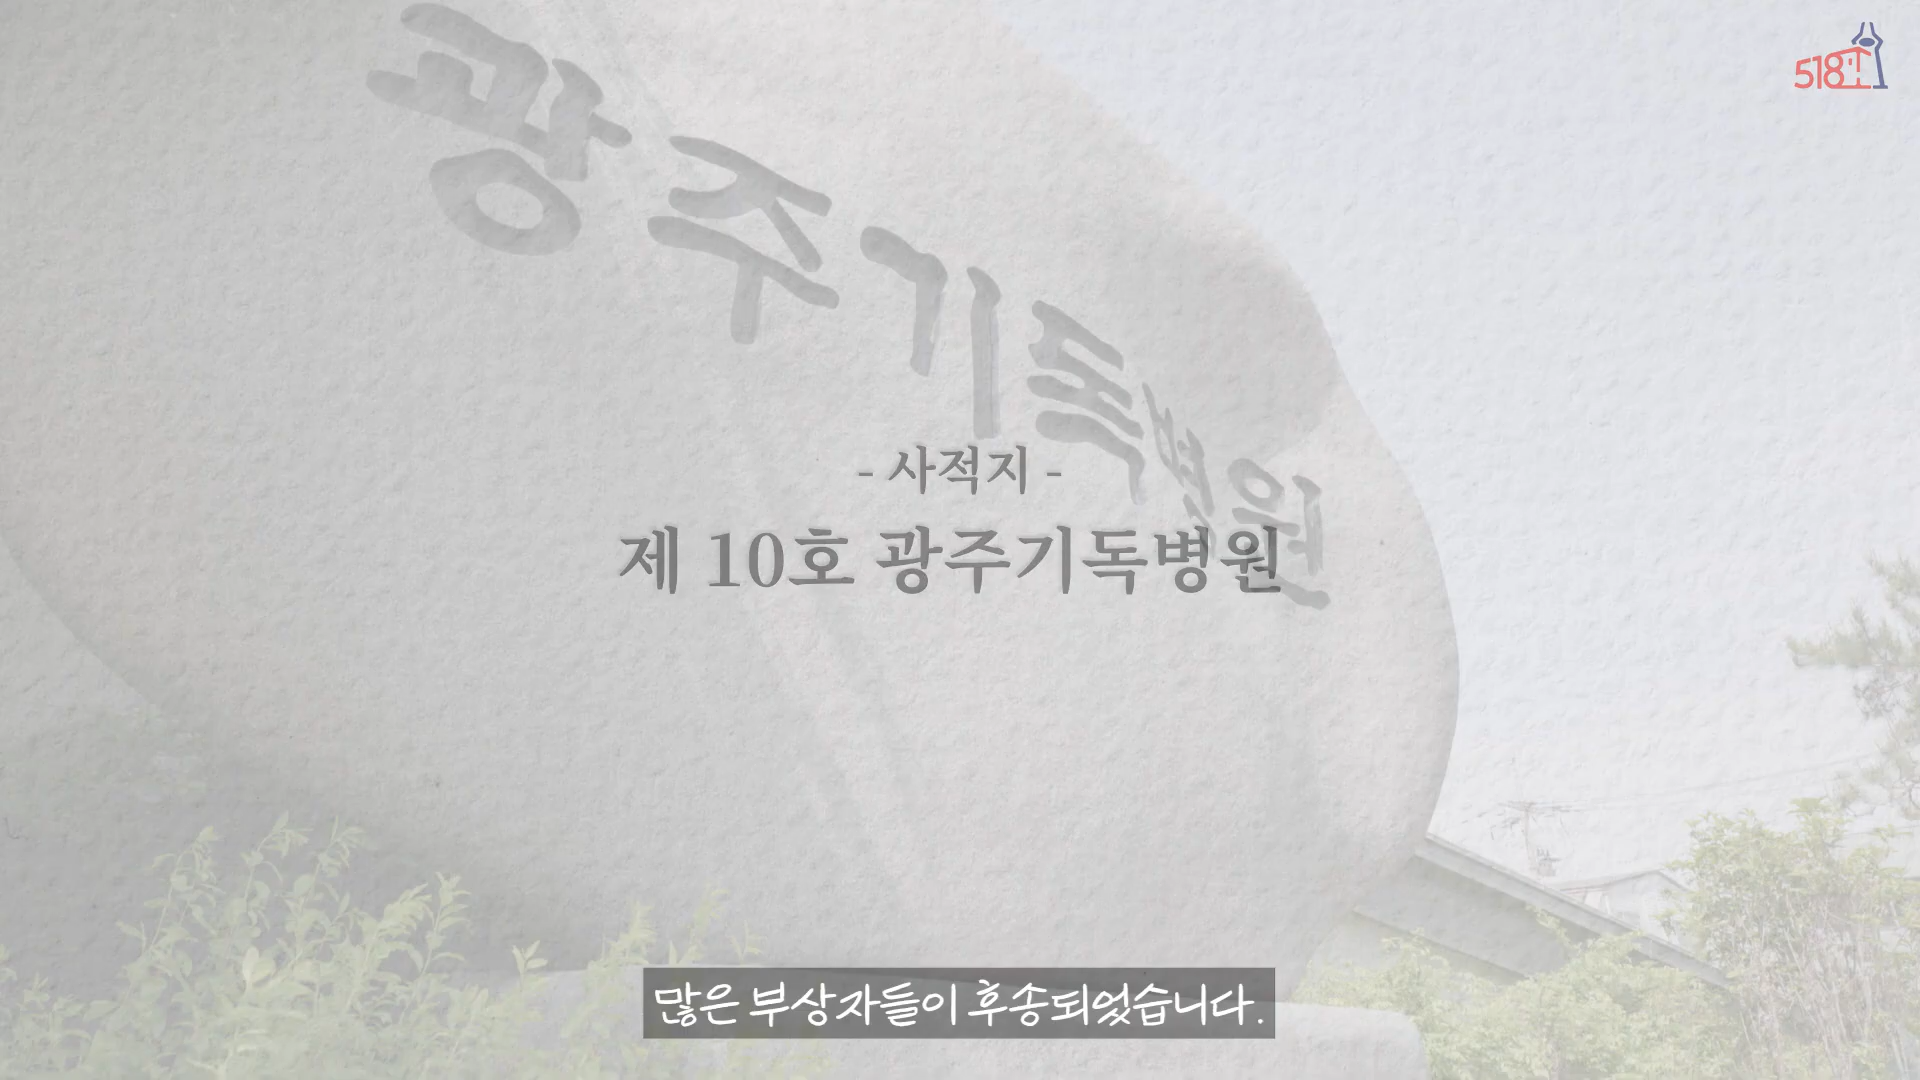 518
광주기독병원
- 사적지 -
제 10호 광주기독병원
많은 부상자들이 후송되었습니다.